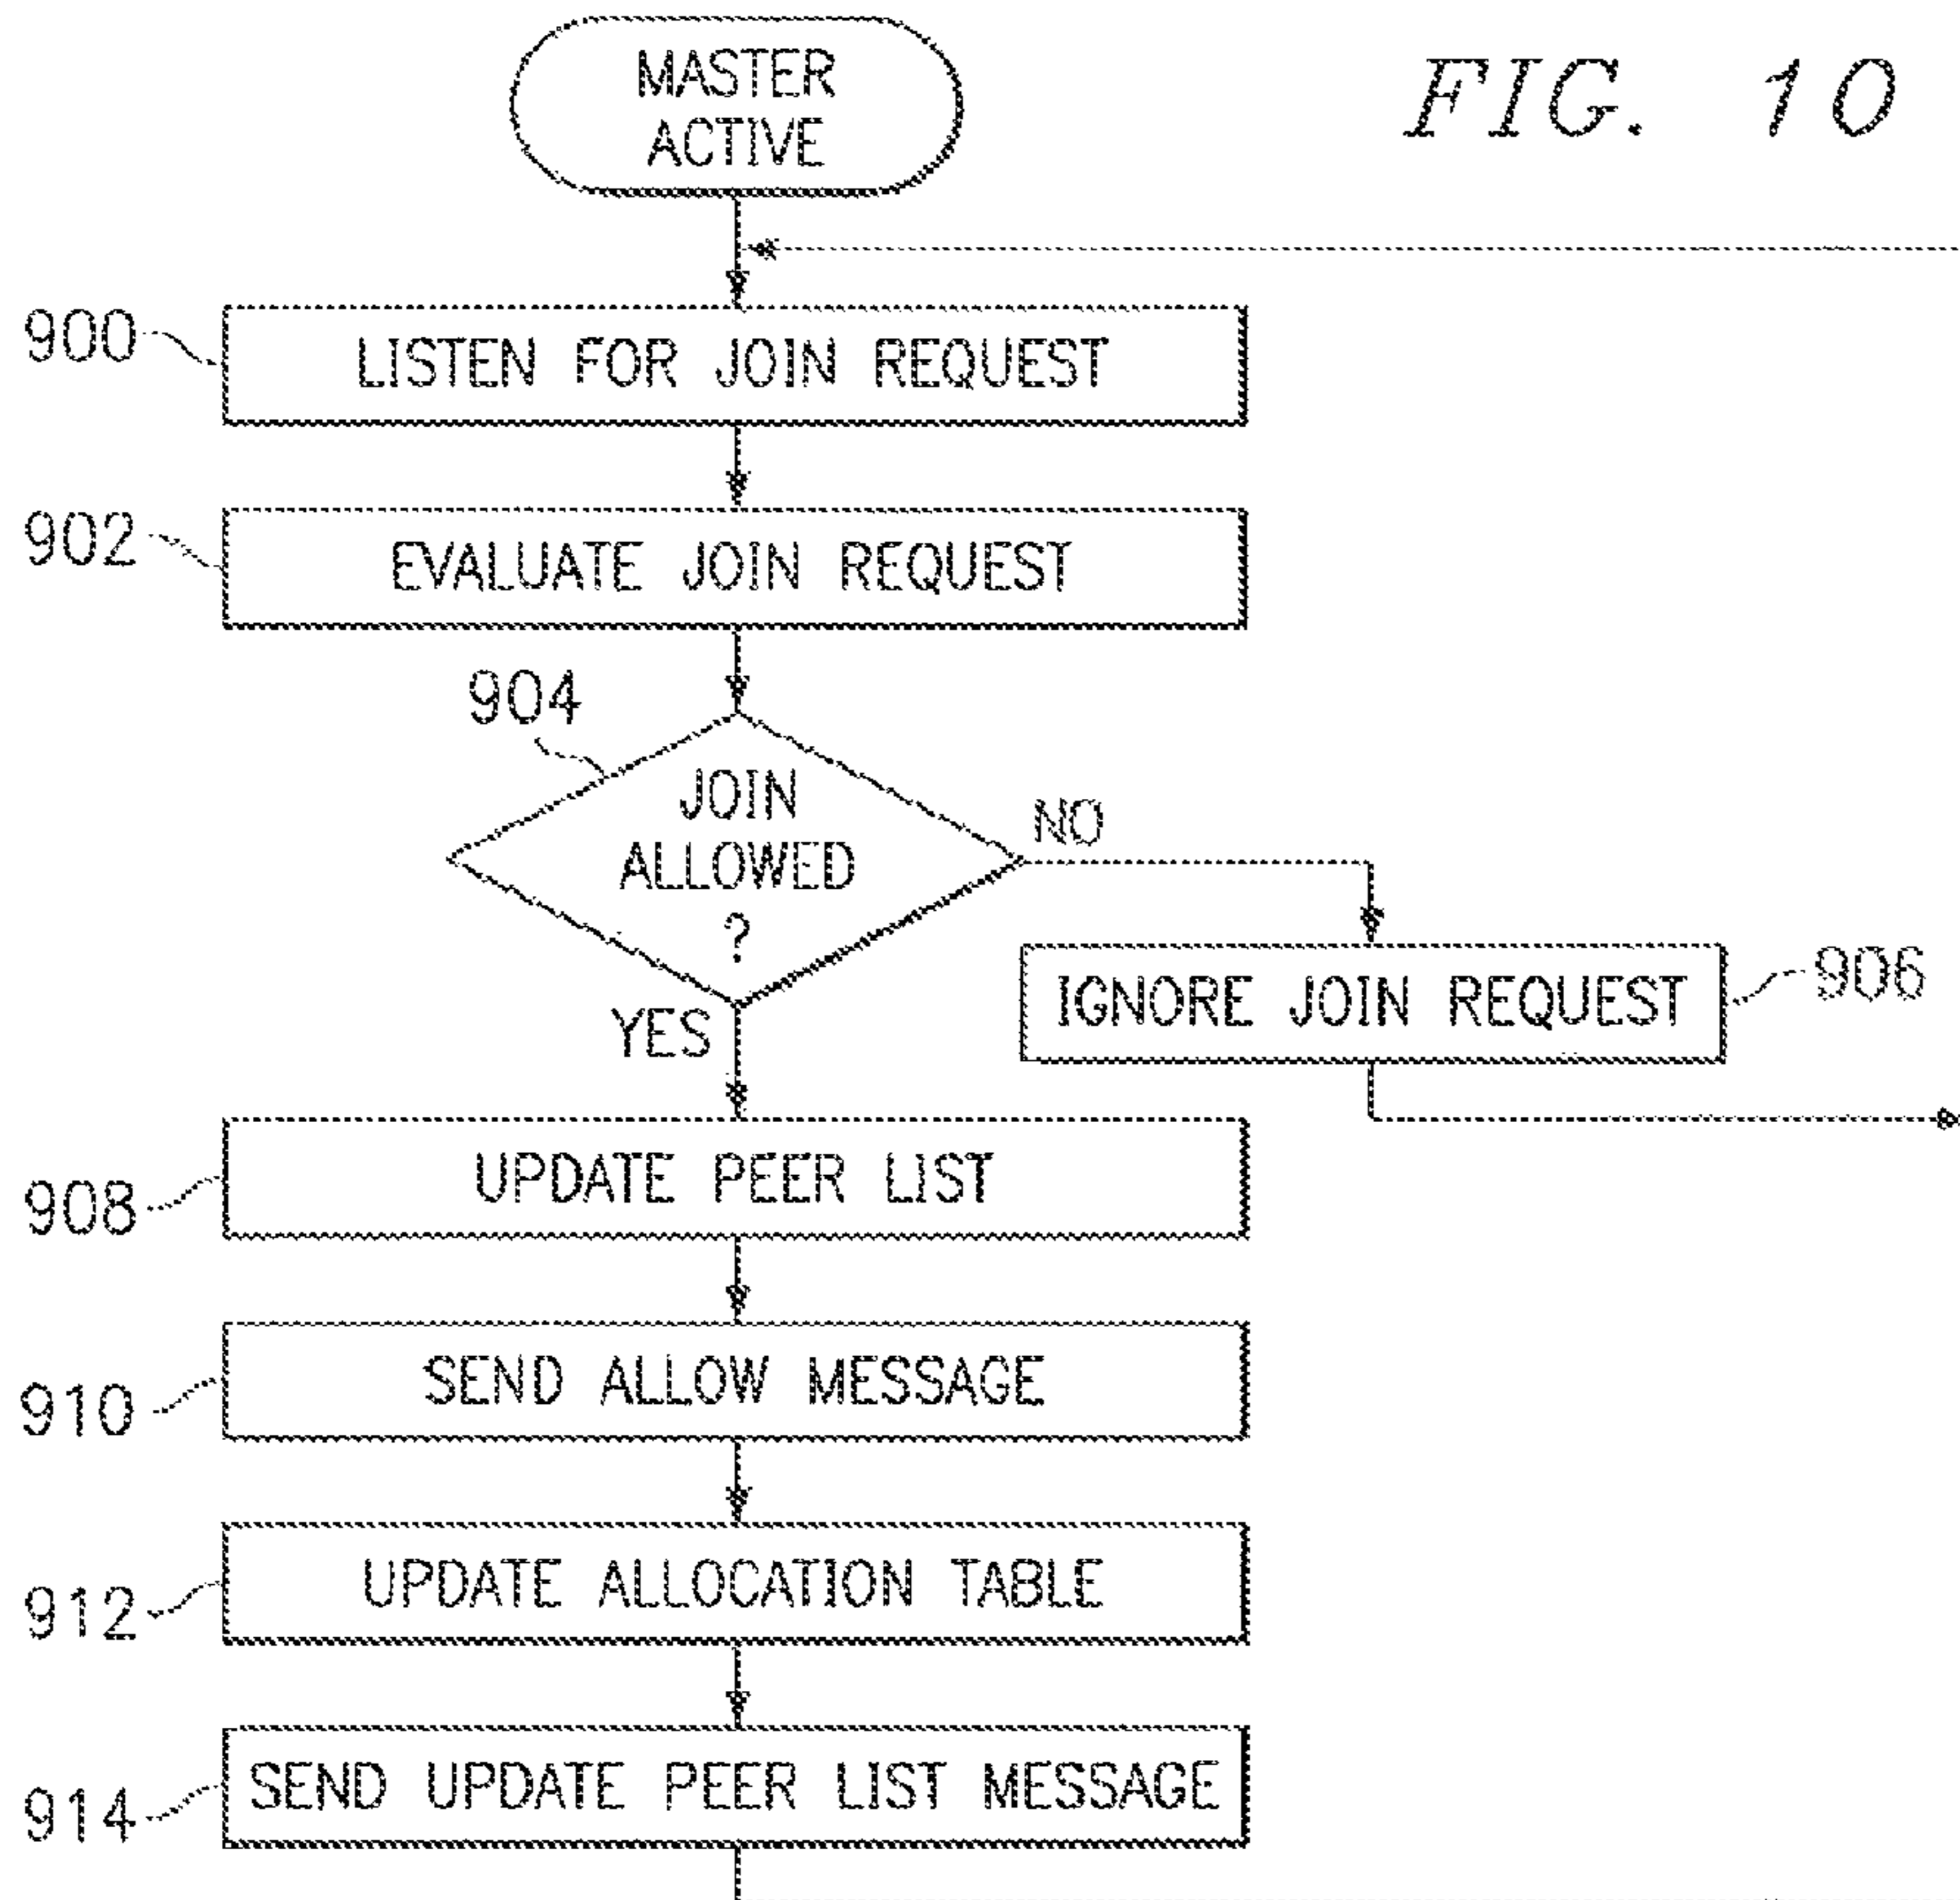 FIG. 10
MASTER
ACTIVE
900
LISTEN FOR JOIN REQUEST
902
EVALUATE JOIN REQUEST
904
JOIN
ALLOWED
?
NO
YES
IGNORE JOIN REQUEST
906
908
UPDATE PEER LIST
910
SEND ALLOW MESSAGE
912
UPDATE ALLOCATION TABLE
914
SEND UPDATE PEER LIST MESSAGE